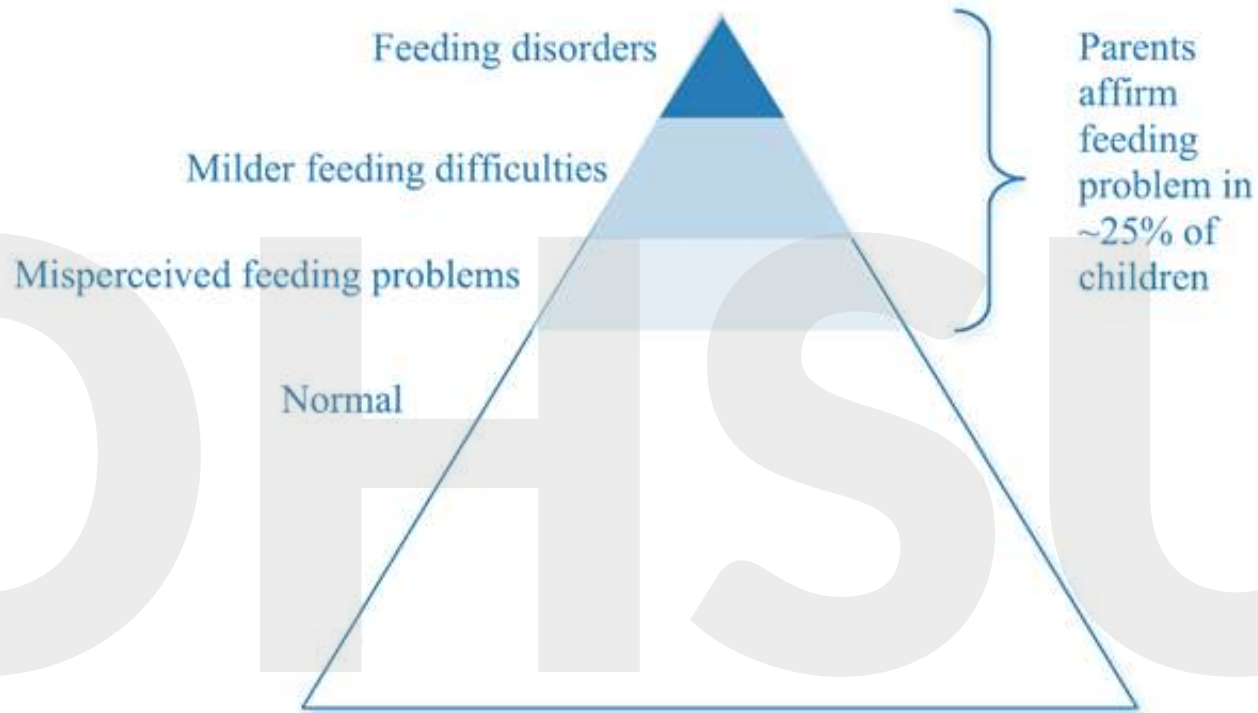 Feeding disorders
Milder feeding difficulties
Misperceived feeding problems
Normal
Parents
affirm
feeding
problem in
~25% of
children
OHSU